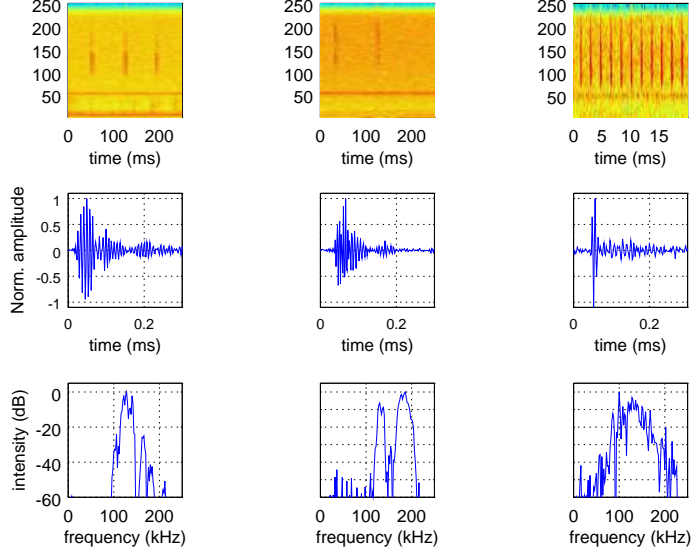 250
200
150
100
50
0 100 200
time (ms)
250
200
150
100
50
0 100 200
time (ms)
250
200
150
100
50
0 5 10 15
time (ms)
Norm. amplitude
1
0.5
0
-0.5
-1
0 0.2
time (ms)
0 0.2
time (ms)
0 0.2
time (ms)
intensity (dB)
0
-20
-40
-60
0 100 200
frequency (kHz)
0 100 200
frequency (kHz)
0 100 200
frequency (kHz)